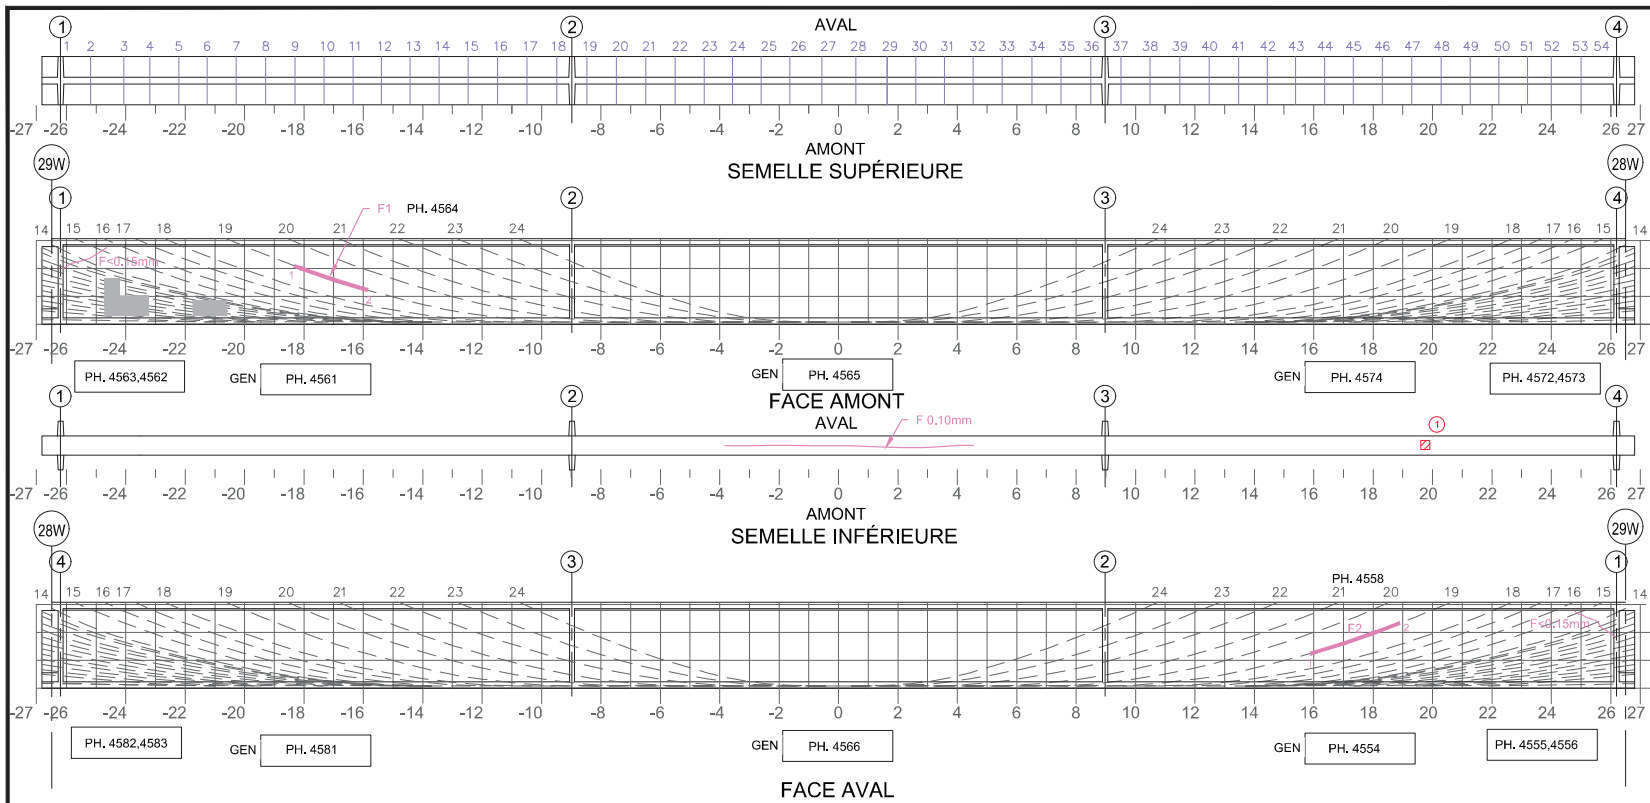 1 2 3 4
AVAL
1 2 3 4 5 6 7 8 9 10 11 12 13 14 15 16 17 18 19 20 21 22 23 24 25 26 27 28 29 30 31 32 33 34 35 36 37 38 39 40 41 42 43 44 45 46 47 48 49 50 51 52 53 54
-27 -26 -24 -22 -20 -18 -16 -14 -12 -10 -8 -6 -4 -2 0 2 4 6 8 10 12 14 16 18 20 22 24 26 27
AMONT
SEMELLE SUPÉRIEURE
29W 28W
1 2 3 4
F1 PH. 4564
14 15 16 17 18 19 20 21 22 23 24 24 23 22 21 20 19 18 17 16 15 14
F<0.15mm
1
2
-27 -26 -24 -22 -20 -18 -16 -14 -12 -10 -8 -6 -4 -2 0 2 4 6 8 10 12 14 16 18 20 22 24 26 27
PH. 4563,4562 GEN PH. 4561 GEN PH. 4565 GEN PH. 4574 PH. 4572,4573
FACE AMONT
1 2 3 4
AVAL
F 0.10mm
1
-27 -26 -24 -22 -20 -18 -16 -14 -12 -10 -8 -6 -4 -2 0 2 4 6 8 10 12 14 16 18 20 22 24 26 27
AMONT
SEMELLE INFÉRIEURE
28W 29W
4 3 2 1
PH. 4558
14 15 16 17 18 19 20 21 22 23 24 24 23 22 21 20 19 18 17 16 15 14
F2 2 F<0.15mm
1
-27 -26 -24 -22 -20 -18 -16 -14 -12 -10 -8 -6 -4 -2 0 2 4 6 8 10 12 14 16 18 20 22 24 26 27
PH. 4582,4583 GEN PH. 4581 GEN PH. 4566 GEN PH. 4554 PH. 4555,4556
FACE AVAL